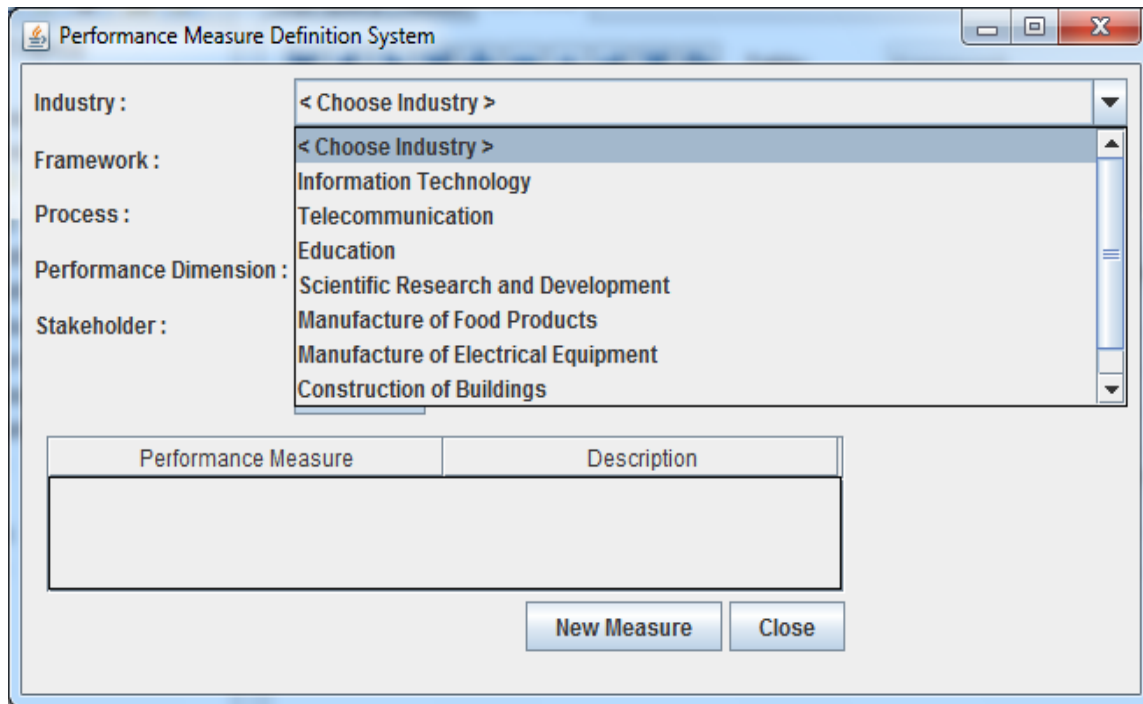 Performance Measure Definition System
Industry :
< Choose Industry >
< Choose Industry >
Framework :
Information Technology
Process :
Telecommunication
Education
Performance Dimension :
Scientific Research and Development
Stakeholder :
Manufacture of Food Products
Manufacture of Electrical Equipment
Construction of Buildings
Performance Measure
Description
New Measure
Close